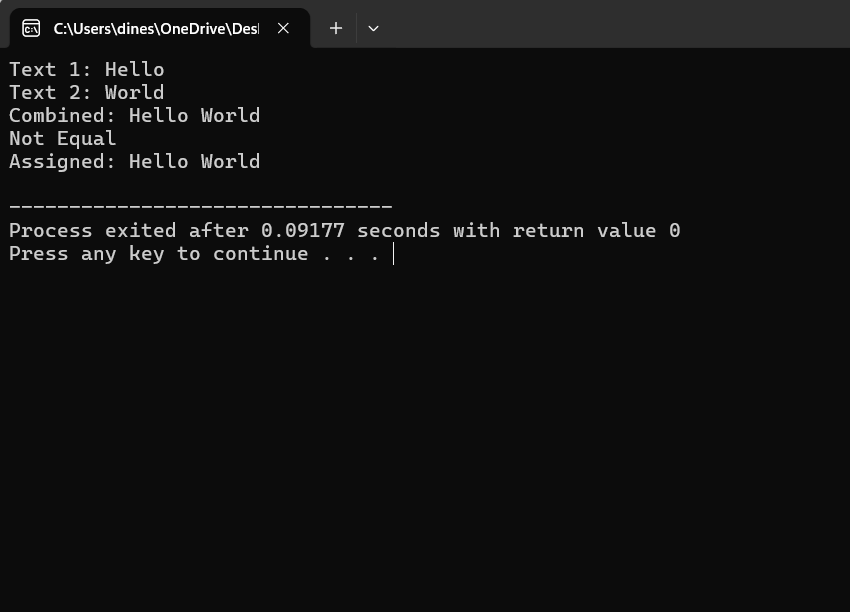 C:\Users\dines\OneDrive\Des
Text 1: Hello
Text 2: World
Combined: Hello World
Not Equal
Assigned: Hello World
--------------------------------
Process exited after 0.09177 seconds with return value 0
Press any key to continue . . .